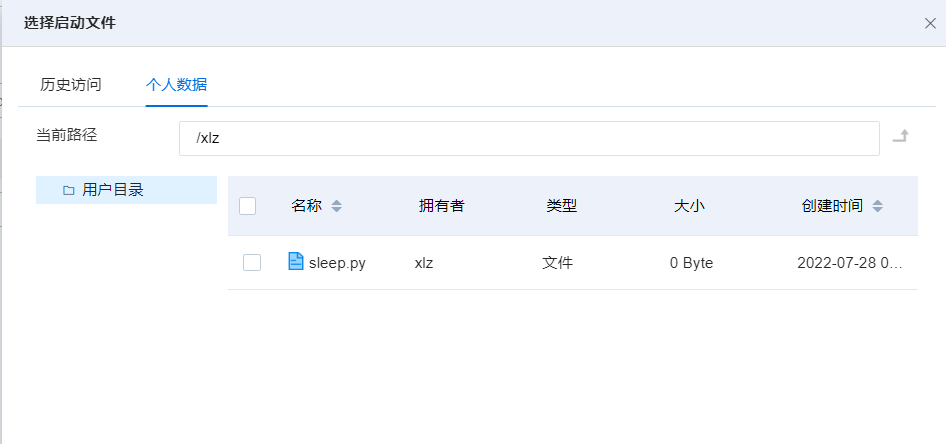 选择启动文件
历史访问 个人数据
当前路径 /xlz
用户目录
名称 拥有者 类型 大小 创建时间
sleep.py xlz 文件 0 Byte 2022-07-28 0...